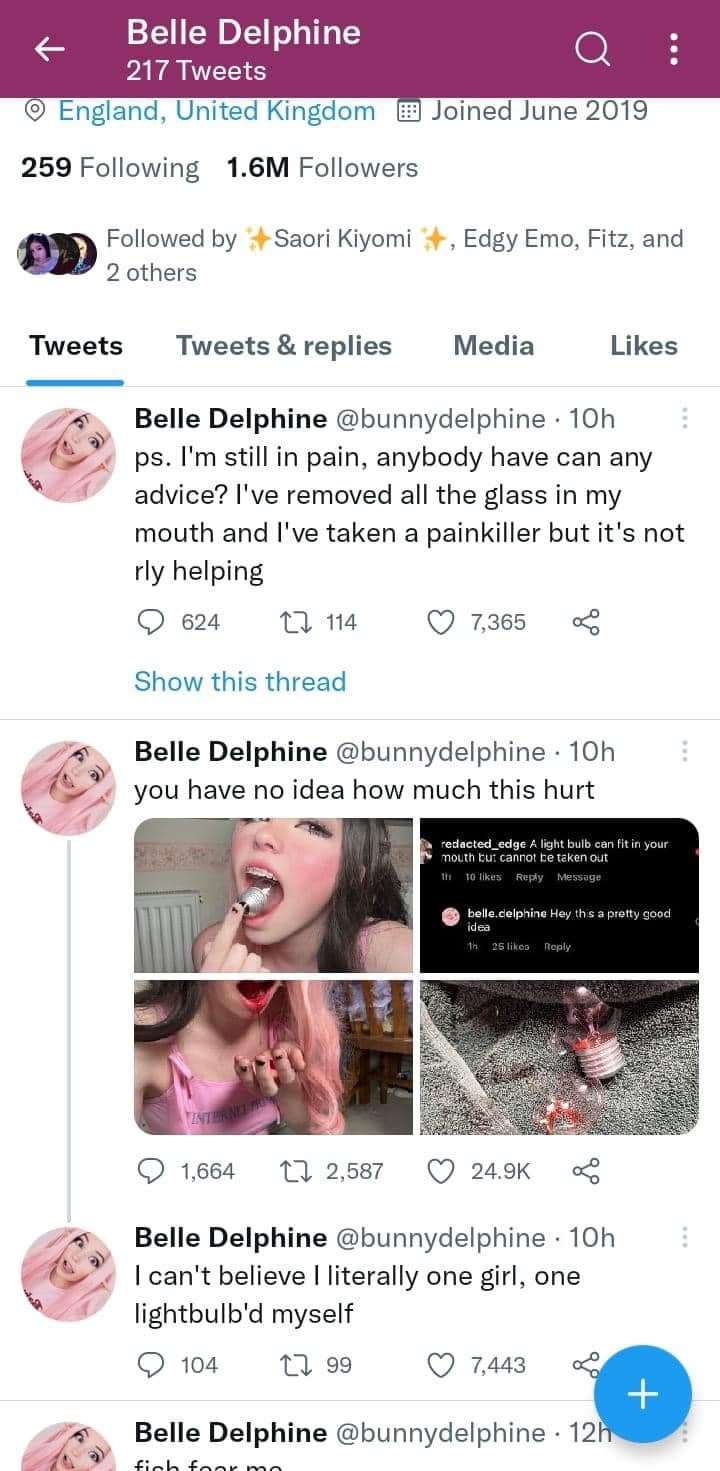 Belle Delphine
217 Tweets
England, United Kingdom Joined June 2019
259 Following 1.6M Followers
Followed by ✨Saori Kiyomi ✨, Edgy Emo, Fitz, and
2 others
Tweets Tweets & replies Media Likes
Belle Delphine @bunnydelphine · 10h
ps. I'm still in pain, anybody have can any
advice? I've removed all the glass in my
mouth and I've taken a painkiller but it's not
rly helping
624 114 7,365
Show this thread
Belle Delphine @bunnydelphine · 10h
you have no idea how much this hurt
redacted_edge A light bulb can fit in your
mouth but cannot be taken out
1h 10 likes Reply Message
belle.delphine Hey this a pretty good
idea
1h 25 likes Reply
INTERNET
1,664 2,587 24.9K
Belle Delphine @bunnydelphine · 10h
I can't believe I literally one girl, one
lightbulb'd myself
104 99 7,443
Belle Delphine @bunnydelphine · 12h
fish fear me